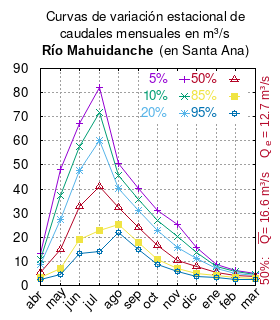 Curvas de variación estacional de
caudales mensuales en m³/s
Río Mahuidanche (en Santa Ana)
90
80
70
60
50
40
30
20
10
0
5% 50%
10% 85%
20% 95%
abr may jun jul ago sep oct nov dic ene feb mar
50%: Q= 16.6 m³/s Q e = 12.7 m³/s